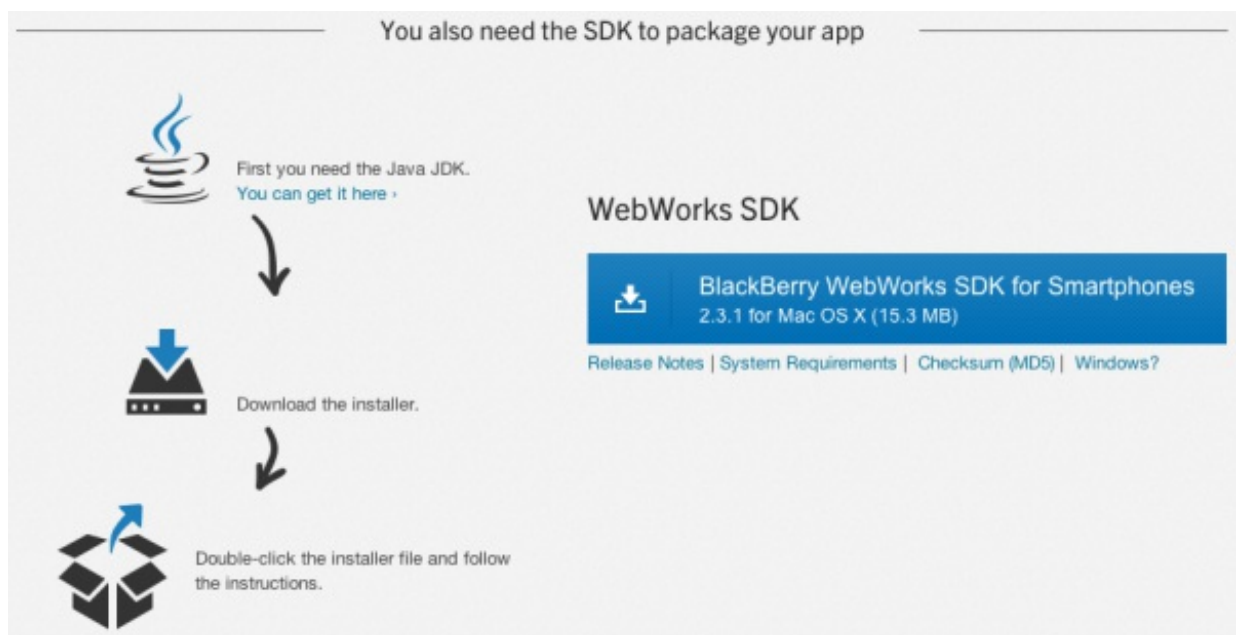 You also need the SDK to package your app
First you need the Java JDK.
You can get it here ›
Download the installer.
Double-click the installer file and follow
the instructions.
WebWorks SDK
BlackBerry WebWorks SDK for Smartphones
2.3.1 for Mac OS X (15.3 MB)
Release Notes | System Requirements | Checksum (MD5) | Windows?